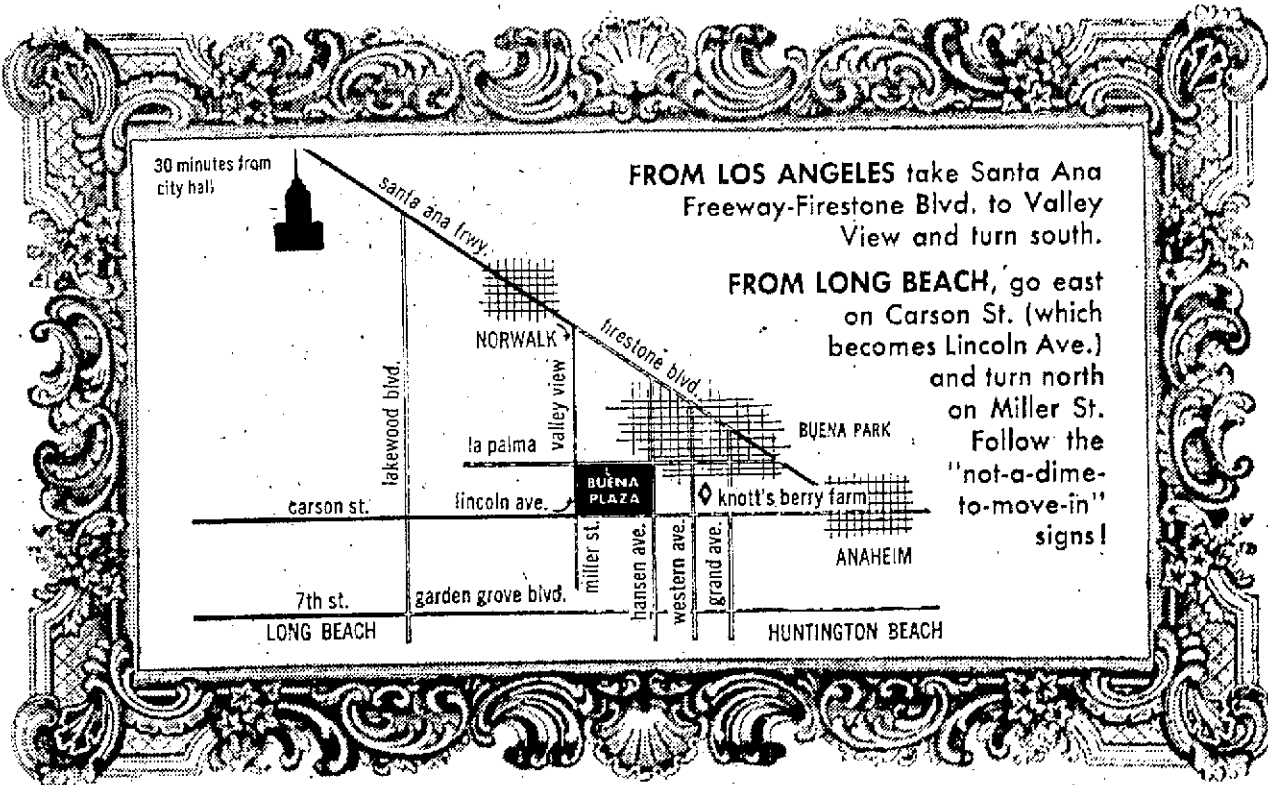 30 minutes from
city hall
FROM LOS ANGELES take Santa Ana
Freeway-Firestone Blvd. to Valley
View and turn south.
FROM LONG BEACH, go east
on Carson St. (which
becomes Lincoln Ave.)
and turn north
on Miller St.
Follow the
"not-a-dime-
to-move-in"
signs!
santa ana frwy.
NORWALK
firestone blvd.
lakewood blvd.
valley view
la palma
BUENA PARK
BUENA
PLAZA
lincoln ave.
knott's berry farm
carson st.
miller st.
hansen ave.
western ave.
grand ave.
ANAHEIM
7th st.
garden grove blvd.
LONG BEACH
HUNTINGTON BEACH